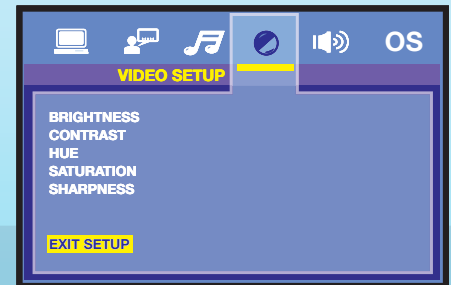 OS
VIDEO SETUP
BRIGHTNESS
CONTRAST
HUE
SATURATION
SHARPNESS
EXIT SETUP